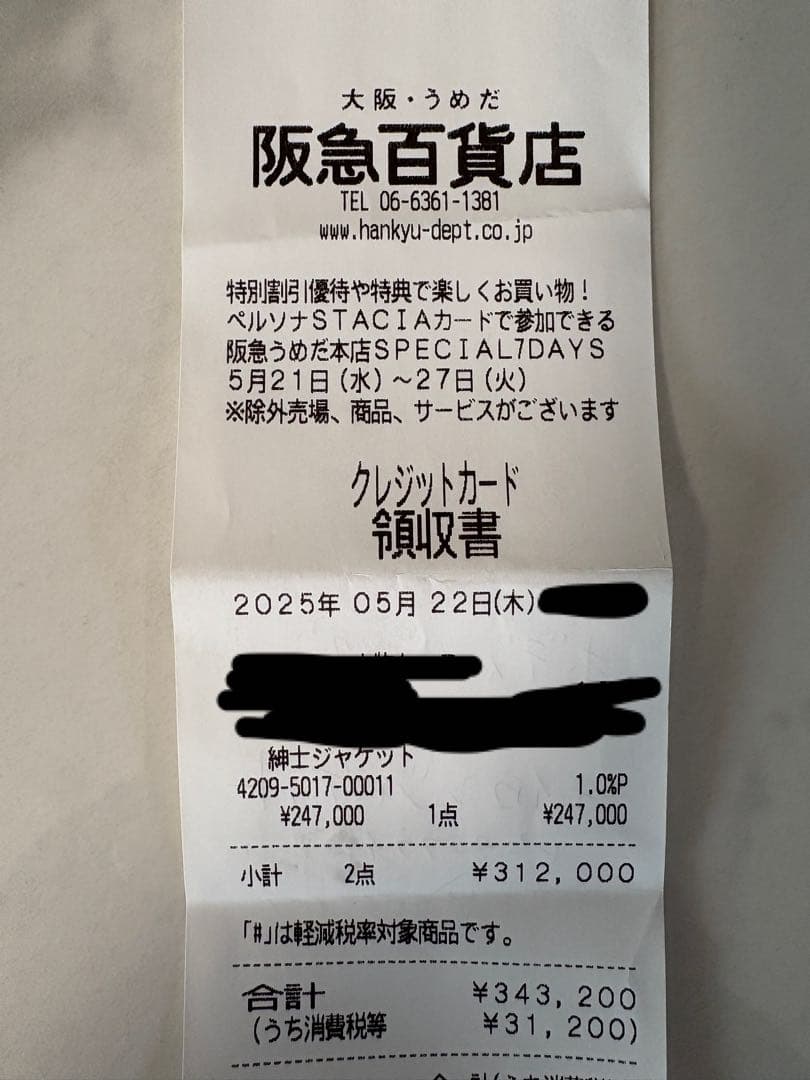 大阪・うめだ
阪急百貨店
TEL 06-6361-1381
www.hankyu-dept.co.jp
特別割引優待や特典で楽しくお買い物!
ペルソナSTACIAカードで参加できる
阪急うめだ本店SPECIAL7DAYS
5月21日(水)~27日(火)
※除外売場、商品、サービスがございます
クレジットカード
領収書
2025年 05月 22日(木)
紳士ジャケット
4209-5017-00011 1.0%P
¥247,000 1点 ¥247,000
小計 2点 ¥312,000
「#」は軽減税率対象商品です。
合計 ¥343,200
(うち消費税等 ¥31,200)